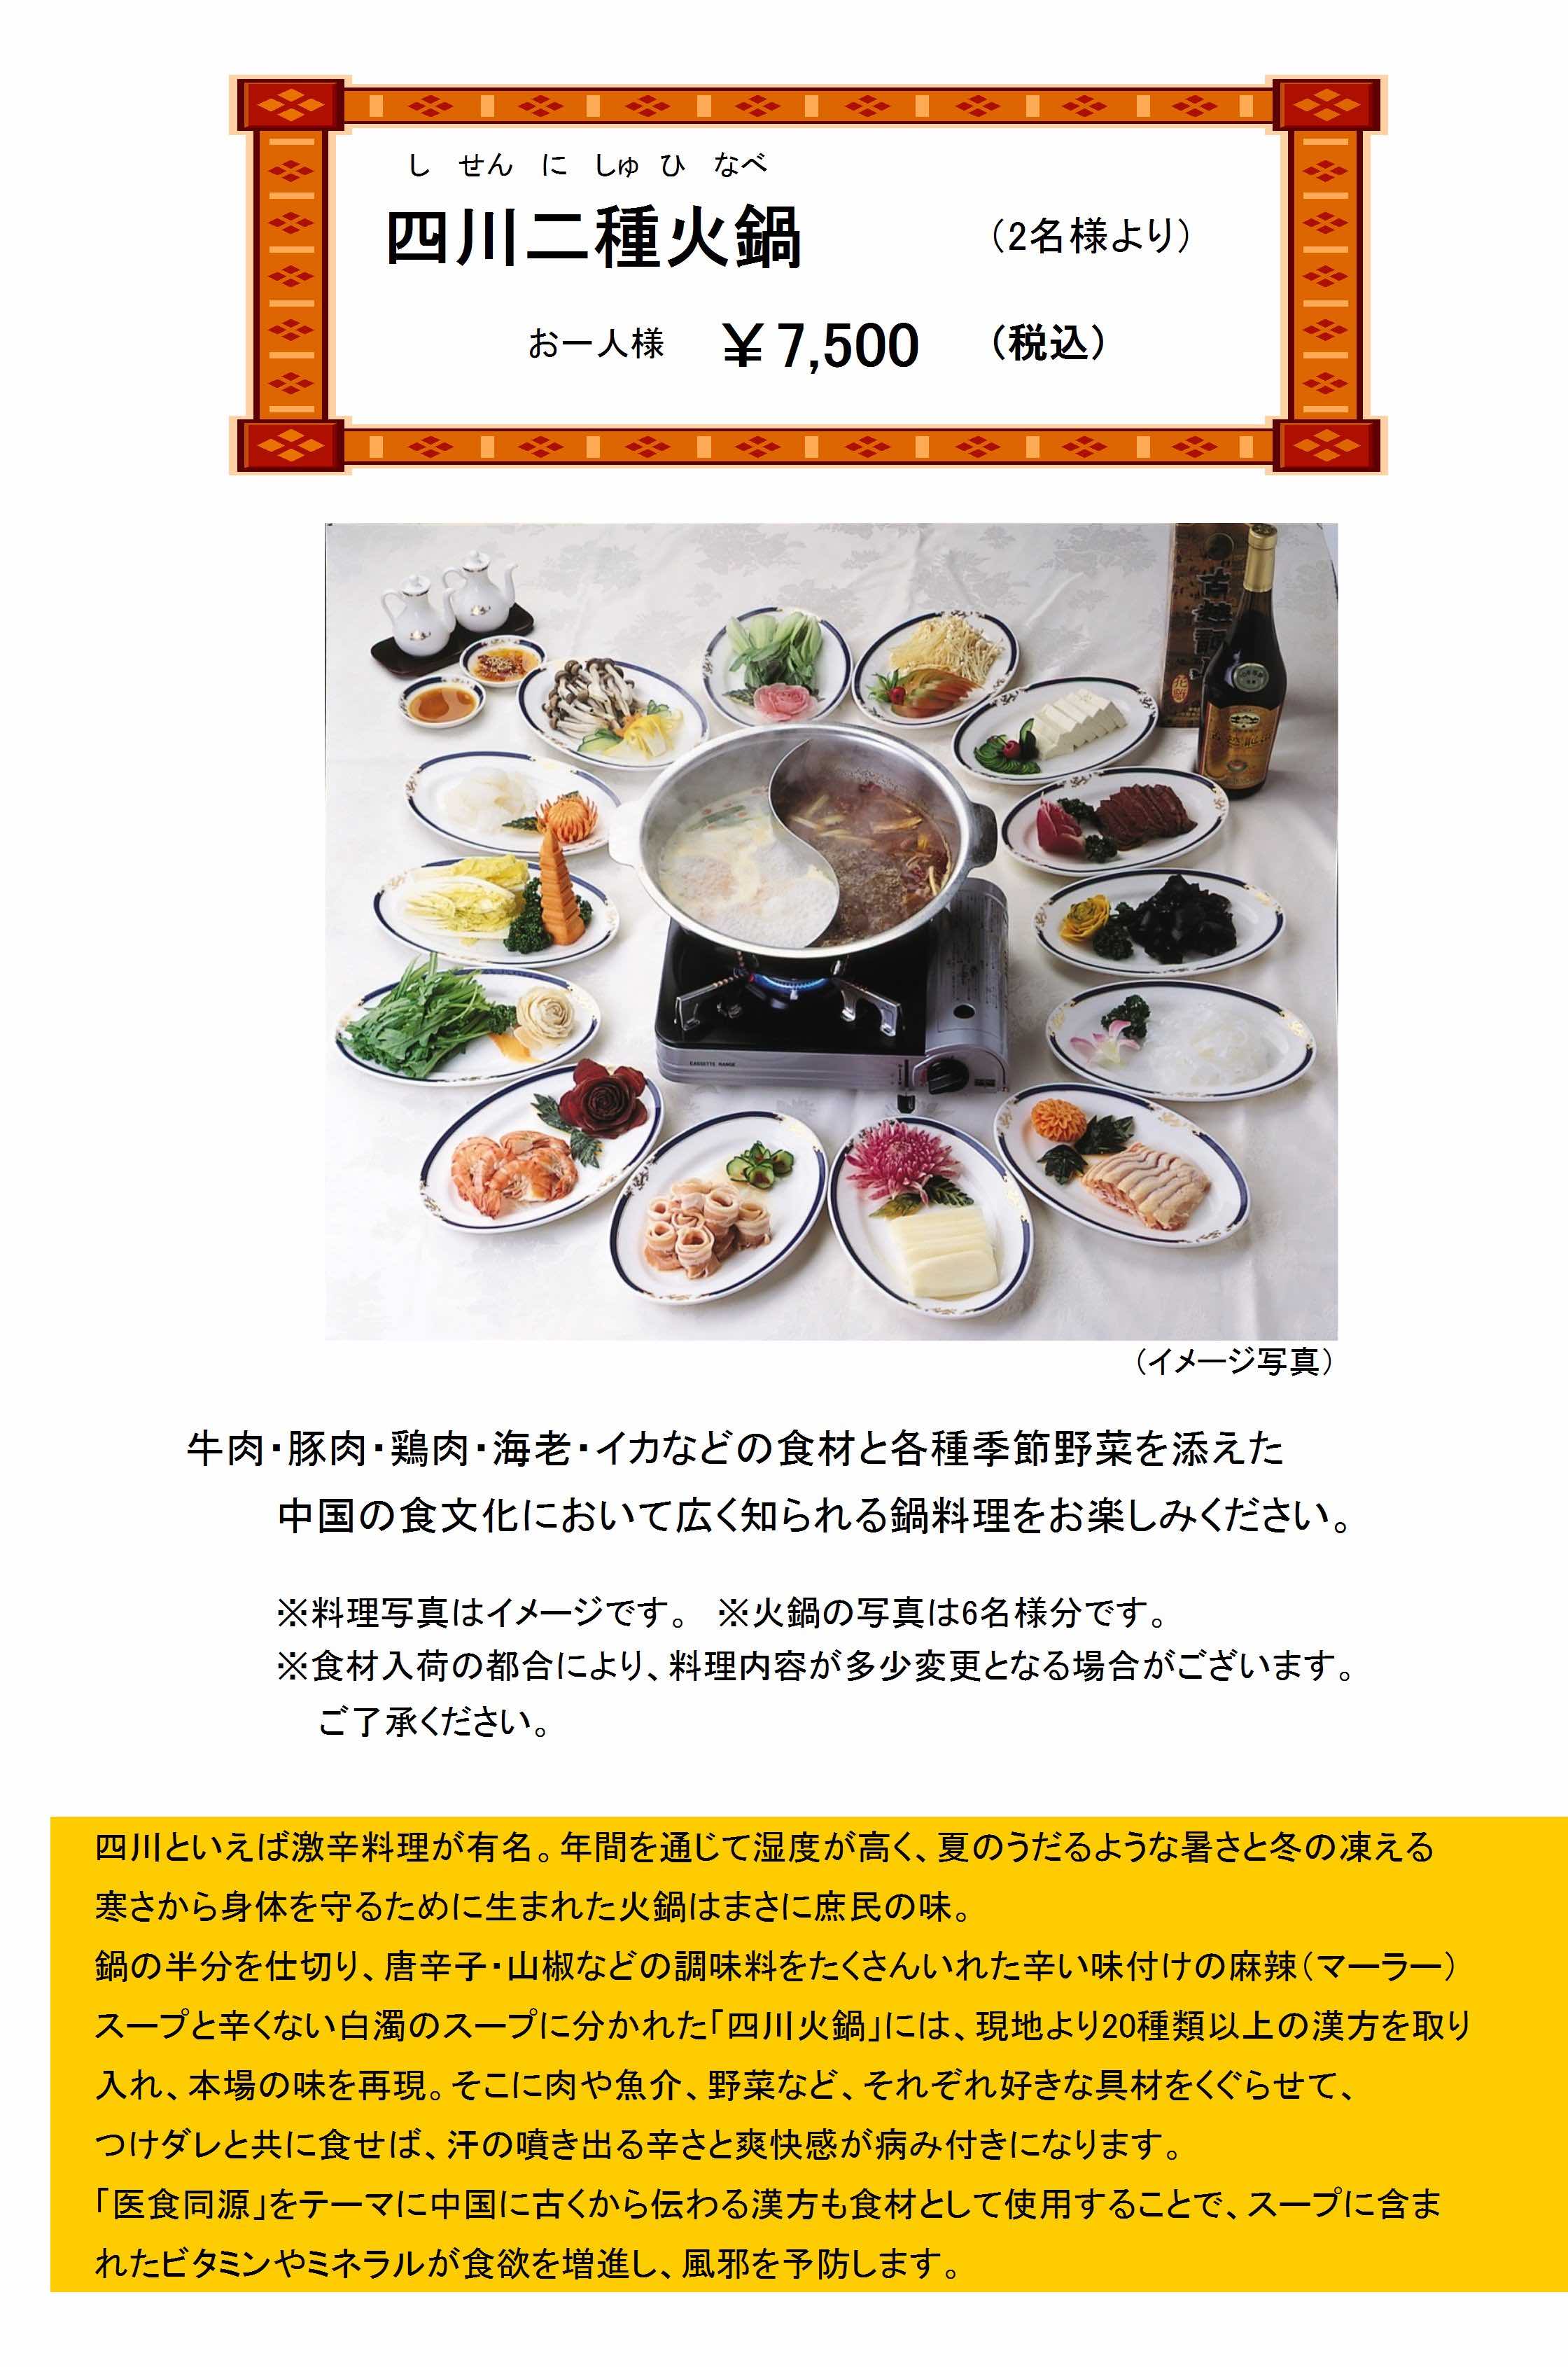 し せん に しゅ ひ なべ
四川二種火鍋 （2名様より）
お一人様 ￥7,500 （税込）
CASSETTE RANGE
（イメージ写真）
牛肉・豚肉・鶏肉・海老・イカなどの食材と各種季節野菜を添えた
中国の食文化において広く知られる鍋料理をお楽しみください。
※料理写真はイメージです。 ※火鍋の写真は6名様分です。
※食材入荷の都合により、料理内容が多少変更となる場合がございます。
ご了承ください。
四川といえば激辛料理が有名。年間を通じて湿度が高く、夏のうだるような暑さと冬の凍える
寒さから身体を守るために生まれた火鍋はまさに庶民の味。
鍋の半分を仕切り、唐辛子・山椒などの調味料をたくさんいれた辛い味付けの麻辣（マーラー）
スープと辛くない白濁のスープに分かれた「四川火鍋」には、現地より20種類以上の漢方を取り
入れ、本場の味を再現。そこに肉や魚介、野菜など、それぞれ好きな具材をくぐらせて、
つけダレと共に食せば、汗の噴き出る辛さと爽快感が病み付きになります。
「医食同源」をテーマに中国に古くから伝わる漢方も食材として使用することで、スープに含ま
れたビタミンやミネラルが食欲を増進し、風邪を予防します。